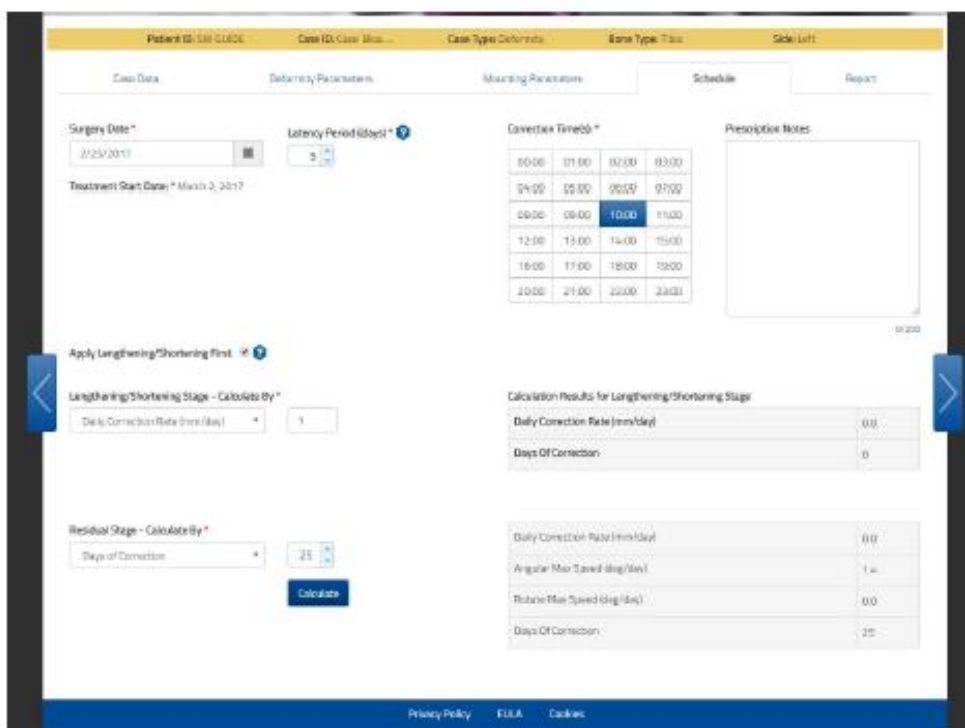 Patient ID: SW GUIDE Case ID: Case Bica... Case Type: Deformity Bone Type: Tibia Side: Left
Case Data Deformity Parameters Mounting Parameters Schedule Report
Surgery Date * Latency Period (days) * Correction Time(s) * Prescription Notes
2/25/2017 5
Treatment Start Date: * March 2, 2017
00:00 01:00 02:00 03:00
04:00 05:00 06:00 07:00
08:00 09:00 10:00 11:00
12:00 13:00 14:00 15:00
16:00 17:00 18:00 19:00
20:00 21:00 22:00 23:00
0/200
Apply Lengthening/Shortening First
Lengthening/Shortening Stage - Calculate By * Calculation Results for Lengthening/Shortening Stage
Daily Correction Rate (mm/day) 1
Daily Correction Rate (mm/day) 0.0
Days Of Correction 0
Residual Stage - Calculate By *
Days of Correction 25
Calculate
Daily Correction Rate (mm/day) 0.0
Angular Max Speed (deg/day)
Rotate Max Speed (deg/day) 0.0
Days Of Correction 25
Privacy Policy EULA Cookies